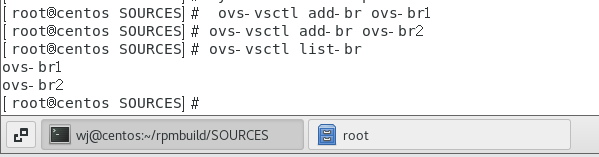 [root@centos SOURCES]#  ovs-vsctl add-br ovs-br1
[root@centos SOURCES]# ovs-vsctl add-br ovs-br2
[root@centos SOURCES]# ovs-vsctl list-br
ovs-br1
ovs-br2
[root@centos SOURCES]#
wj@centos:~/rpmbuild/SOURCES
root